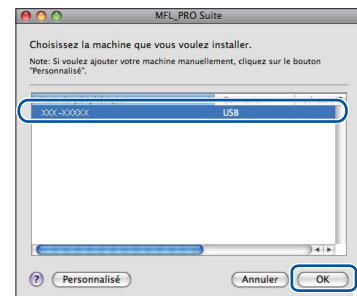 MFL_PRO Suite
Choisissez la machine que vous voulez installer.
Note: Si voulez ajouter votre machine manuellement, cliquez sur le bouton
"Personnalisé".
XXX-XXXXX USB
? Personnalisé Annuler OK